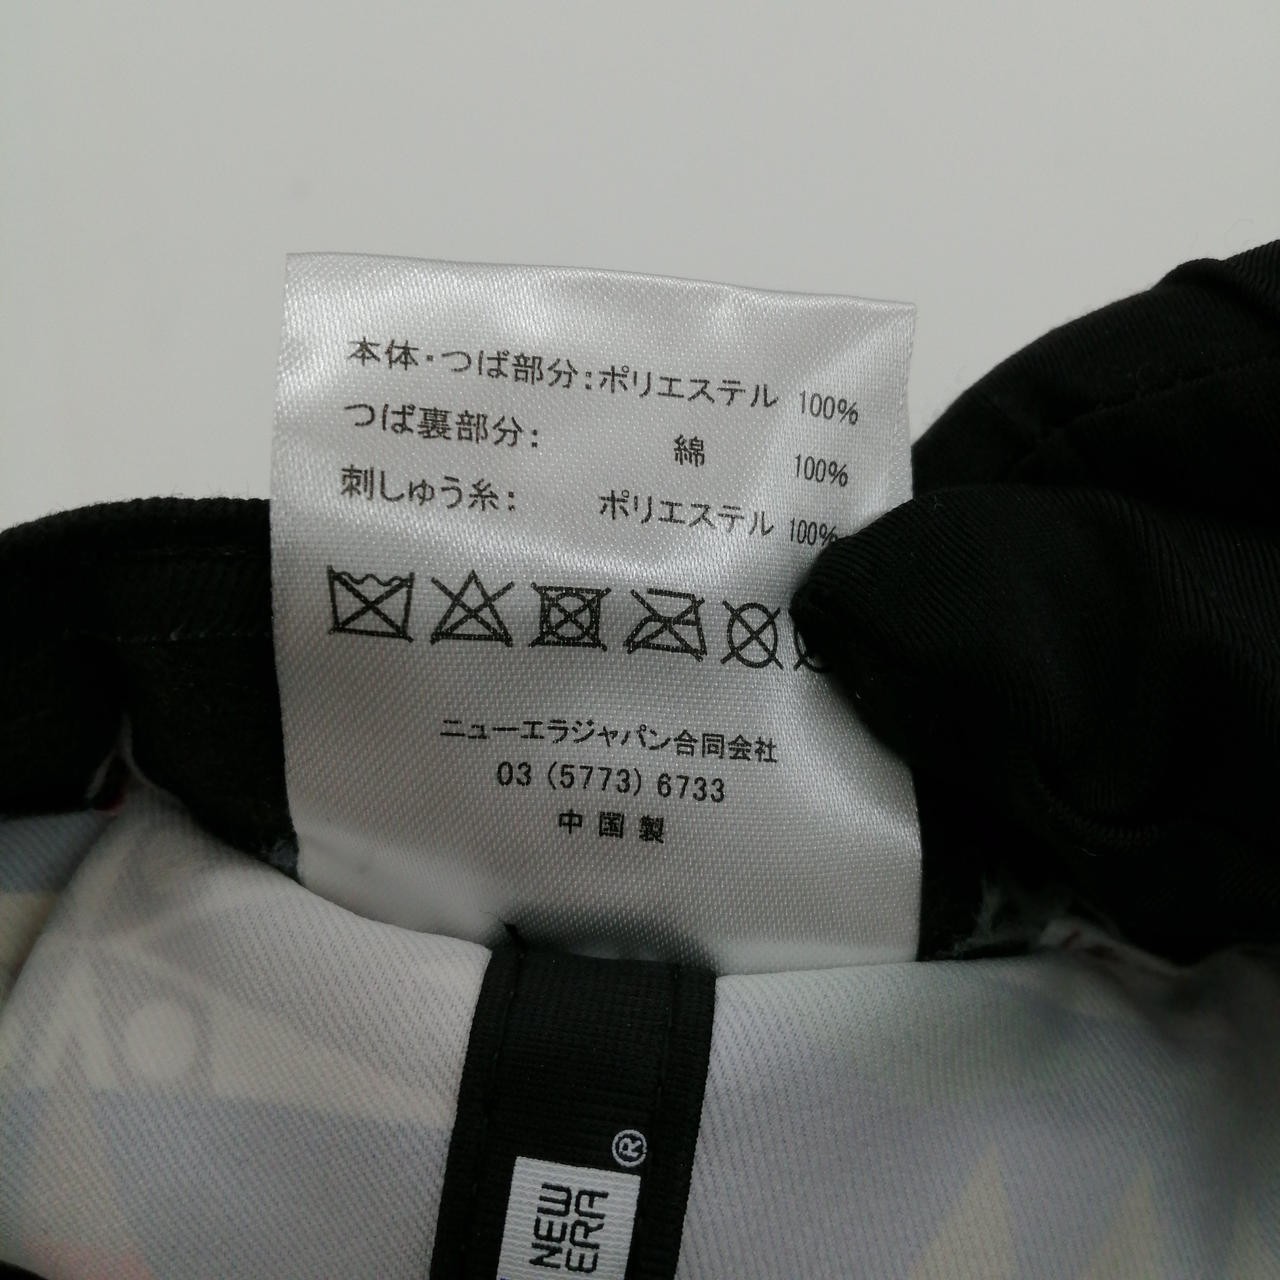 本体・つば部分:ポリエステル 100%
つば裏部分: 綿 100%
刺しゅう糸: ポリエステル 100%
ニューエラジャパン合同会社
03 (5773) 6733
中国製
®
NEW
ERA